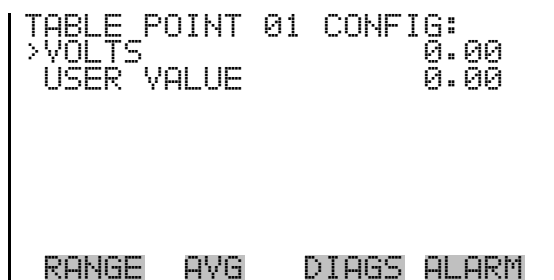 TABLE POINT 01 CONFIG:
>VOLTS 0.00
USER VALUE 0.00
RANGE AVG DIAGS ALARM